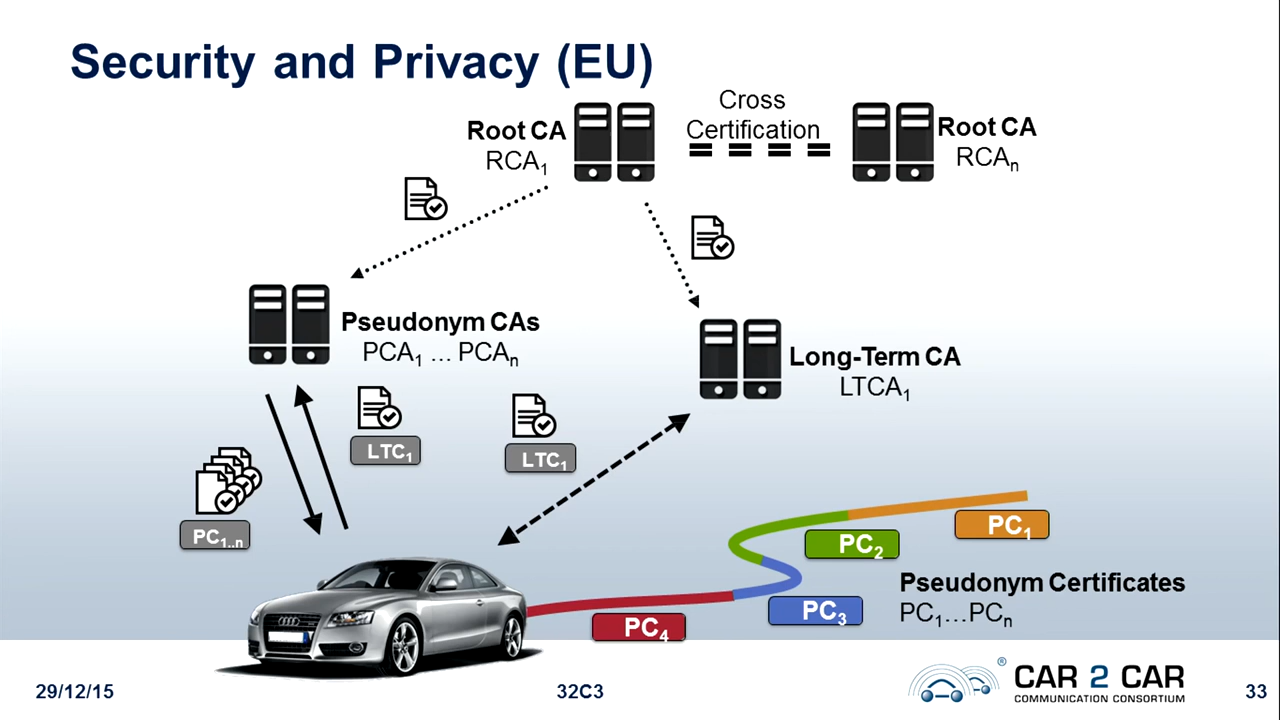 Security and Privacy (EU)
Cross
Certification
Root CA
RCA₁
Root CA
RCAₙ
Pseudonym CAs
PCA₁ ... PCAₙ
Long-Term CA
LTCA₁
LTC₁
LTC₁
PC₁..ₙ
PC₁
PC₂
PC₃
PC₄
Pseudonym Certificates
PC₁...PCₙ
29/12/15
32C3
®
CAR 2 CAR
COMMUNICATION CONSORTIUM
33